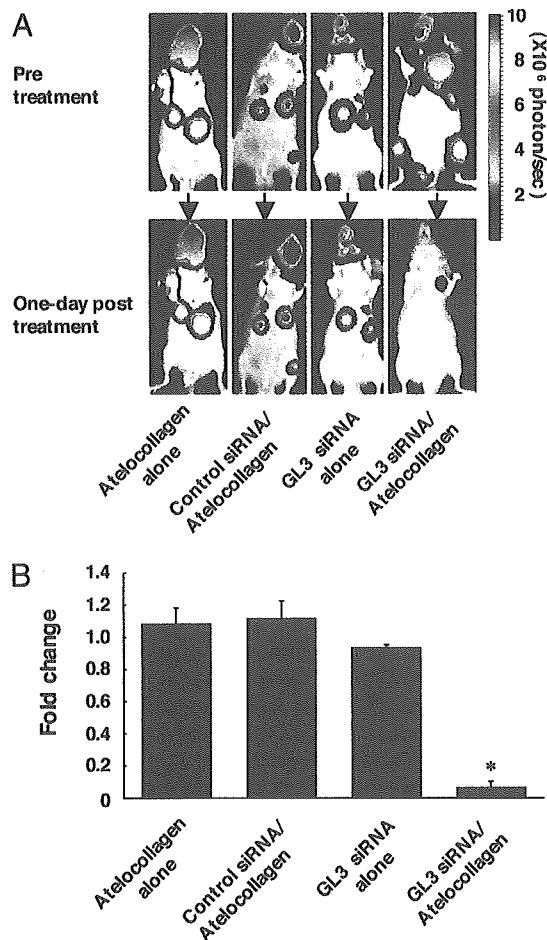 A
Pre
treatment
10
8
6
4
2
(X10 6 photon/sec)
One-day post
treatment
Atelocollagen
alone
Control siRNA/
Atelocollagen
GL3 siRNA
alone
GL3 siRNA/
Atelocollagen
B
Fold change
1.4
1.2
1.0
0.8
0.6
0.4
0.2
0
*
Atelocollagen
alone
Control siRNA/
Atelocollagen
GL3 siRNA
alone
GL3 siRNA/
Atelocollagen